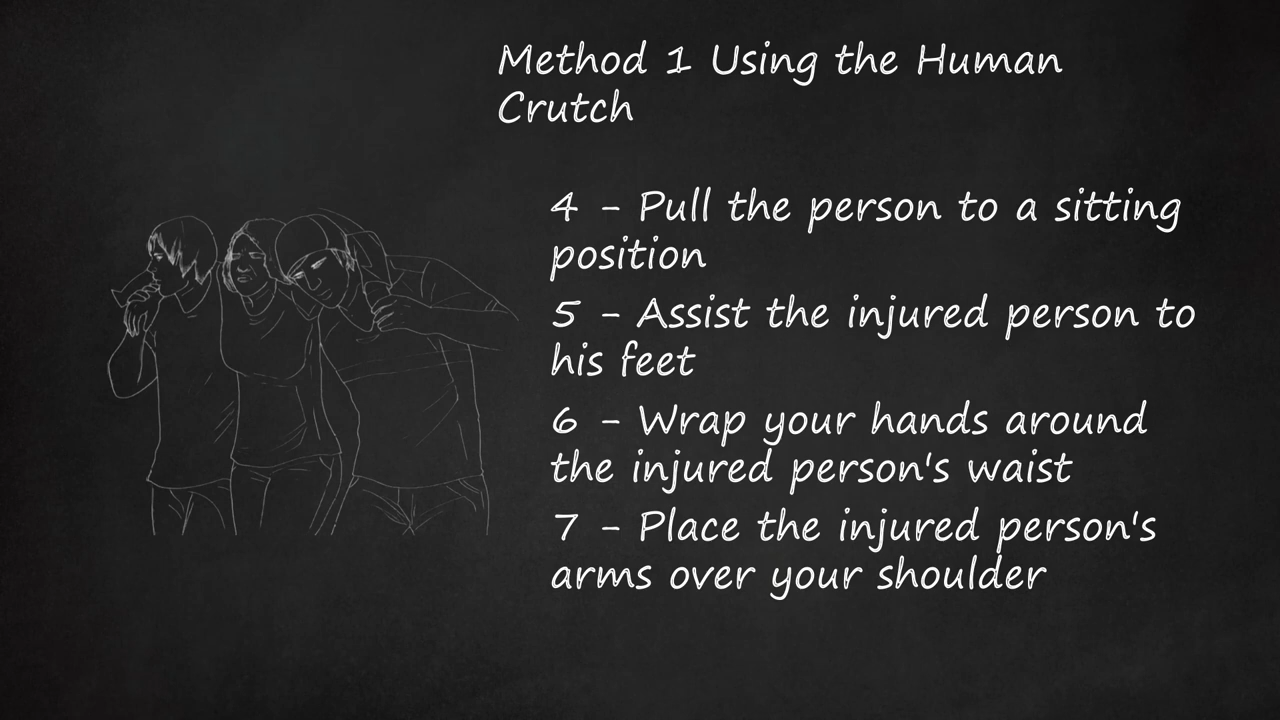 Method 1 Using the Human
Crutch
4 - Pull the person to a sitting
position
5 - Assist the injured person to
his feet
6 - Wrap your hands around
the injured person's waist
7 - Place the injured person's
arms over your shoulder